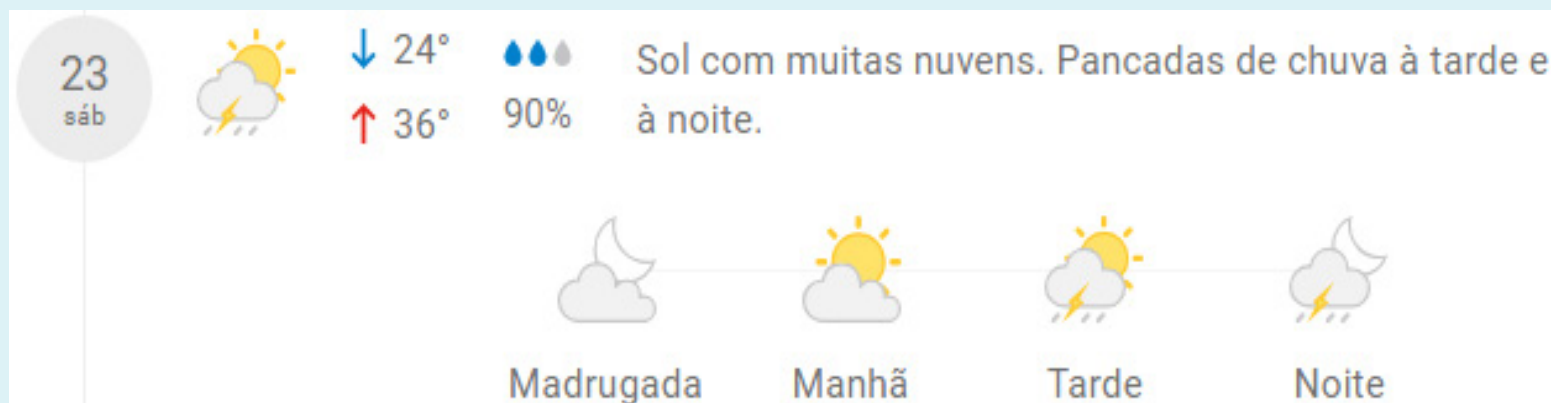 23
sáb
↓ 24°
↑ 36°
90%
Sol com muitas nuvens. Pancadas de chuva à tarde e
à noite.
Madrugada Manhã Tarde Noite